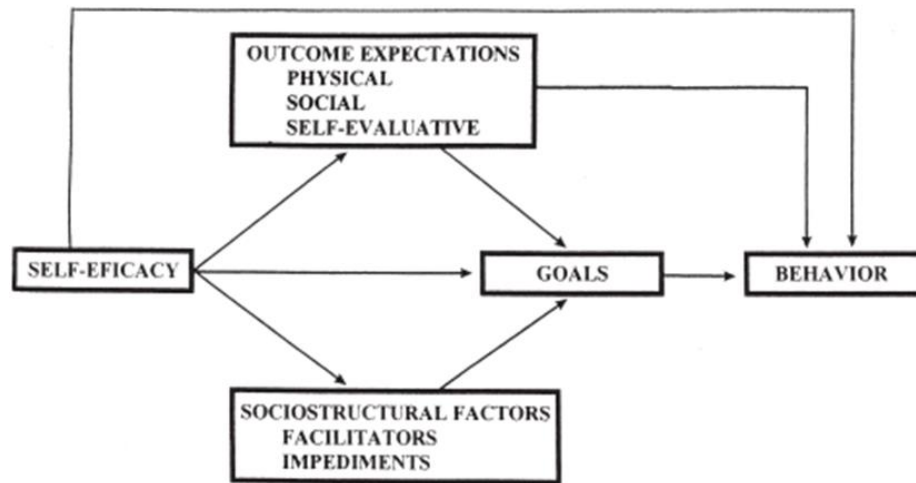 OUTCOME EXPECTATIONS
PHYSICAL
SOCIAL
SELF-EVALUATIVE
SELF-EFICACY
GOALS
BEHAVIOR
SOCIOSTRUCTURAL FACTORS
FACILITATORS
IMPEDIMENTS